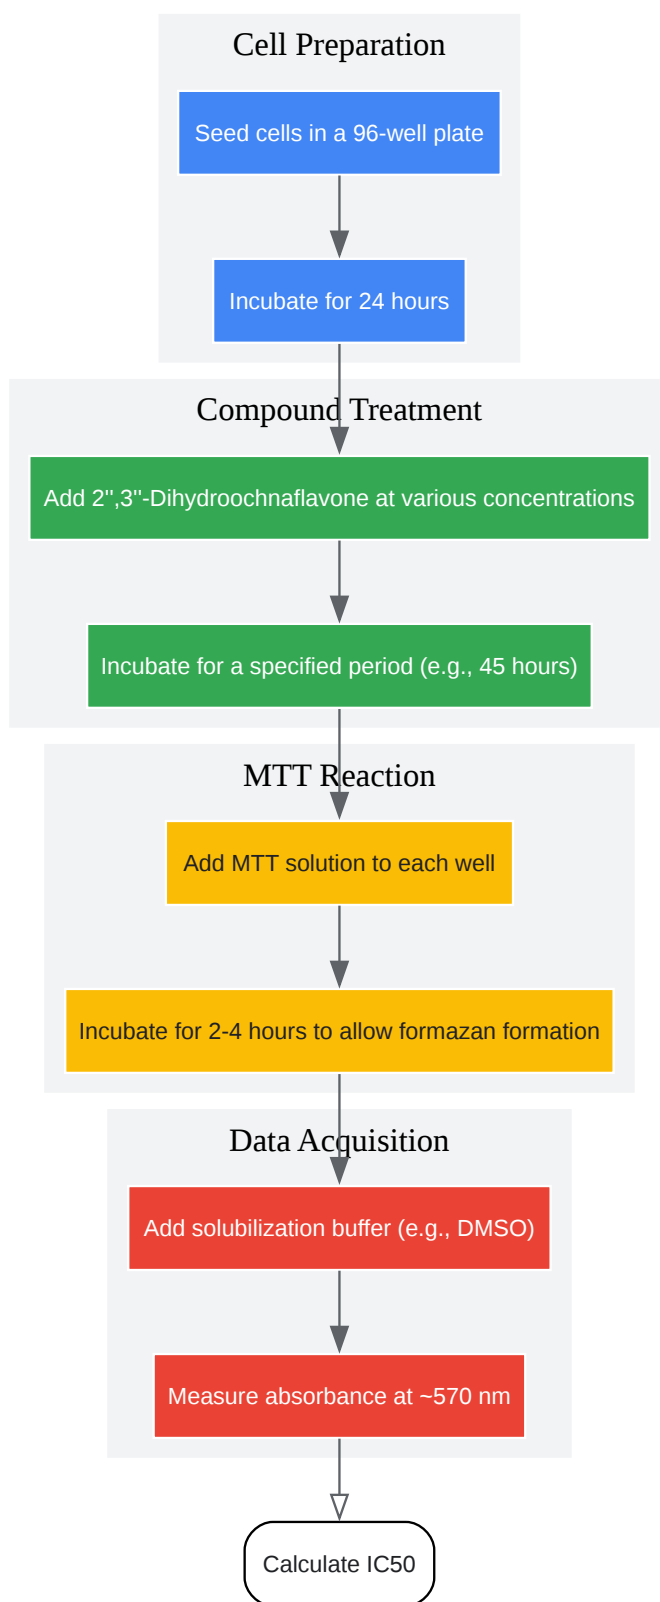 Cell Preparation
Seed cells in a 96-well plate
Incubate for 24 hours
Compound Treatment
Add 2'',3''-Dihydroochnaflavone at various concentrations
Incubate for a specified period (e.g., 45 hours)
MTT Reaction
Add MTT solution to each well
Incubate for 2-4 hours to allow formazan formation
Data Acquisition
Add solubilization buffer (e.g., DMSO)
Measure absorbance at ~570 nm
Calculate IC50